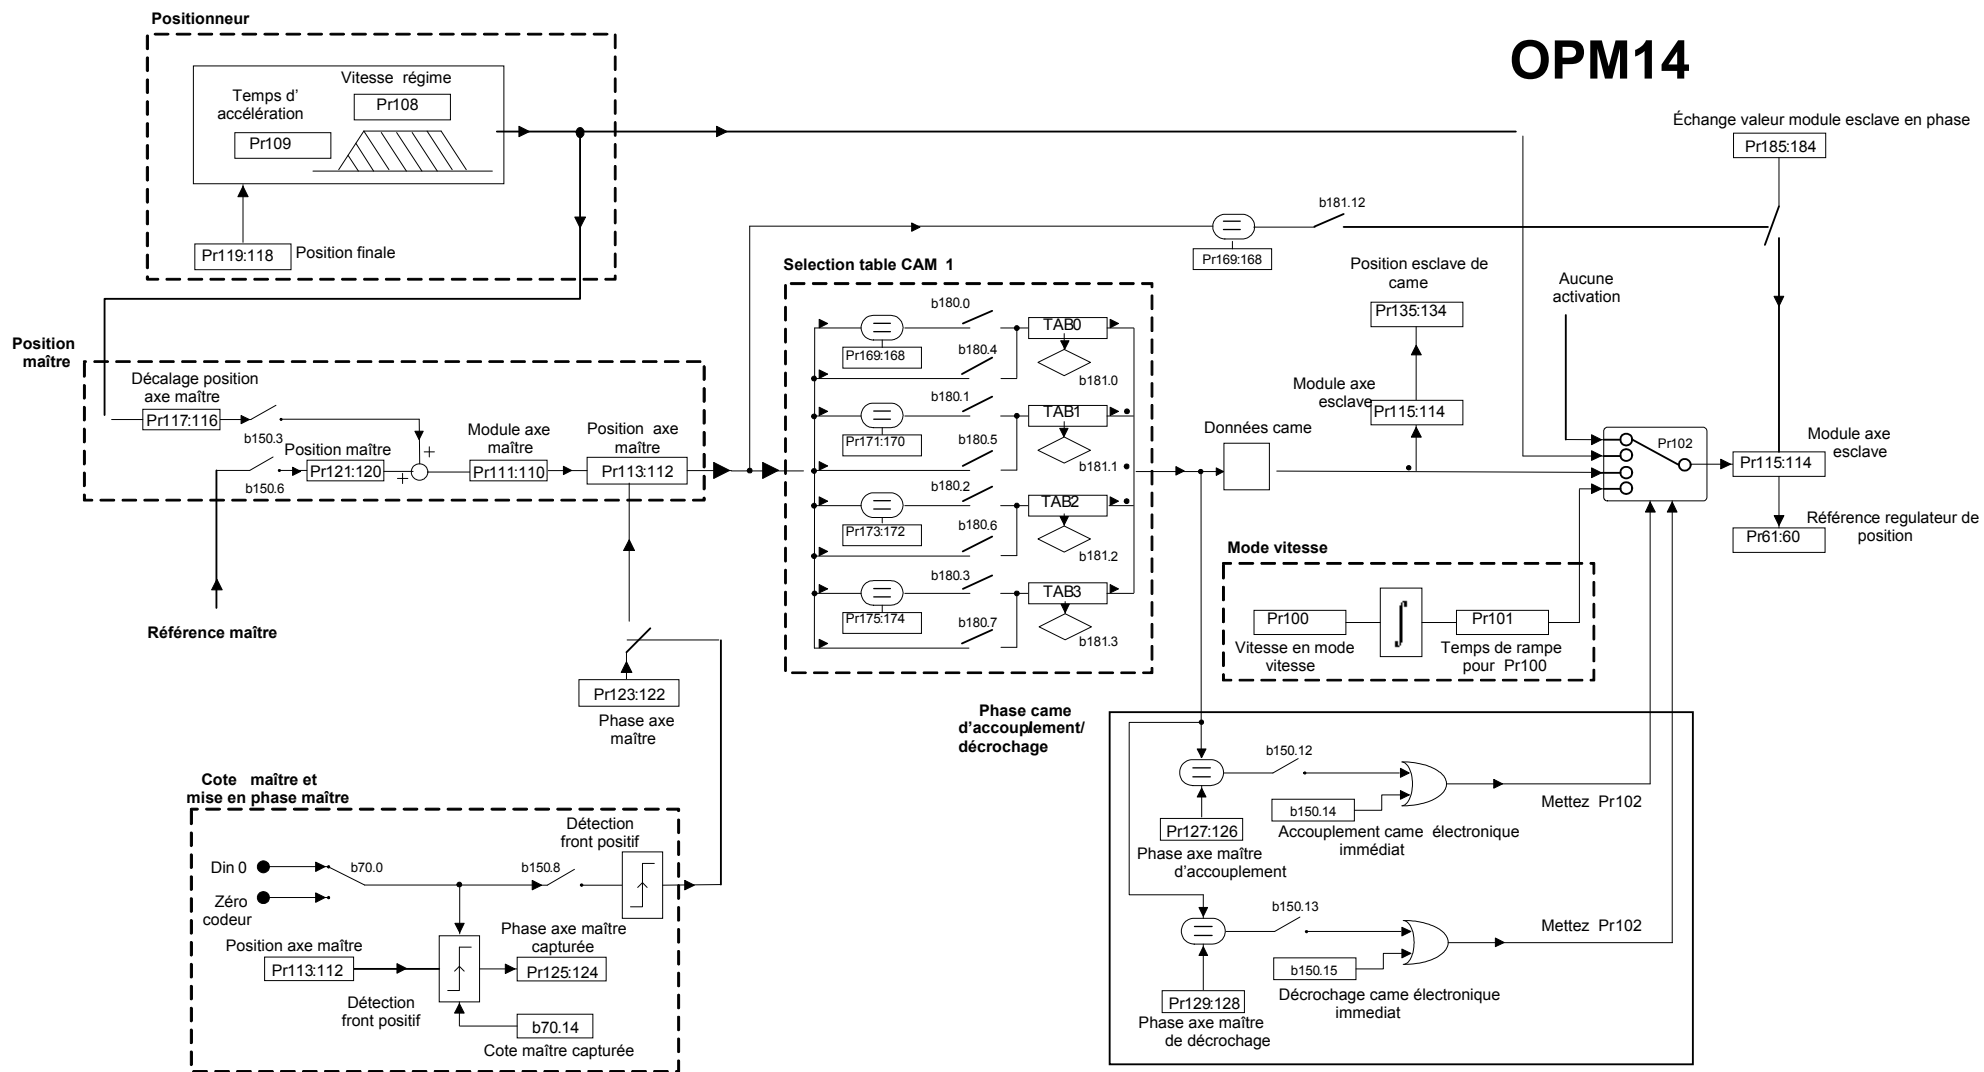 Positionneur
OPM14
Vitesse régime
Pr108
Temps d'
accélération
Pr109
Pr119:118
Position finale
Échange valeur module esclave en phase
Pr185:184
b181.12
Pr169:168
Selection table CAM 1
b180.0
TAB0
Pr169:168
b180.4
b181.0
b180.1
TAB1
Pr171:170
b180.5
b181.1
b180.2
TAB2
Pr173:172
b180.6
b181.2
b180.3
TAB3
Pr175:174
b180.7
b181.3
Position esclave de
came
Pr135:134
Module axe
esclave
Pr115:114
Aucune
activation
Données came
Pr102
Module axe
esclave
Pr115:114
Référence regulateur de
position
Pr61:60
Position
maître
Décalage position
axe maître
Pr117:116
b150.3
Position maître
Pr121:120
b150.6
+
+
Module axe
maître
Pr111:110
Position axe
maître
Pr113:112
Référence maître
Pr123:122
Phase axe
maître
Mode vitesse
Pr100
Vitesse en mode
vitesse
∫
Pr101
Temps de rampe
pour Pr100
Phase came
d'accouplement/
décrochage
b150.12
b150.14
Mettez Pr102
Accouplement came électronique
immédiat
Pr127:126
Phase axe maître
d'accouplement
b150.13
b150.15
Mettez Pr102
Décrochage came électronique
immediat
Pr129:128
Phase axe maître
de décrochage
Cote maître et
mise en phase maître
Détection
front positif
Din 0
b70.0
b150.8
Zéro
codeur
Position axe maître
Pr113:112
Phase axe maître
capturée
Pr125:124
Détection
front positif
b70.14
Cote maître capturée